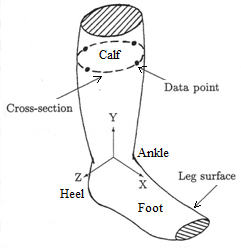 Calf
Data point
Cross-section
Y
Ankle
Z
X
Leg surface
Heel
Foot